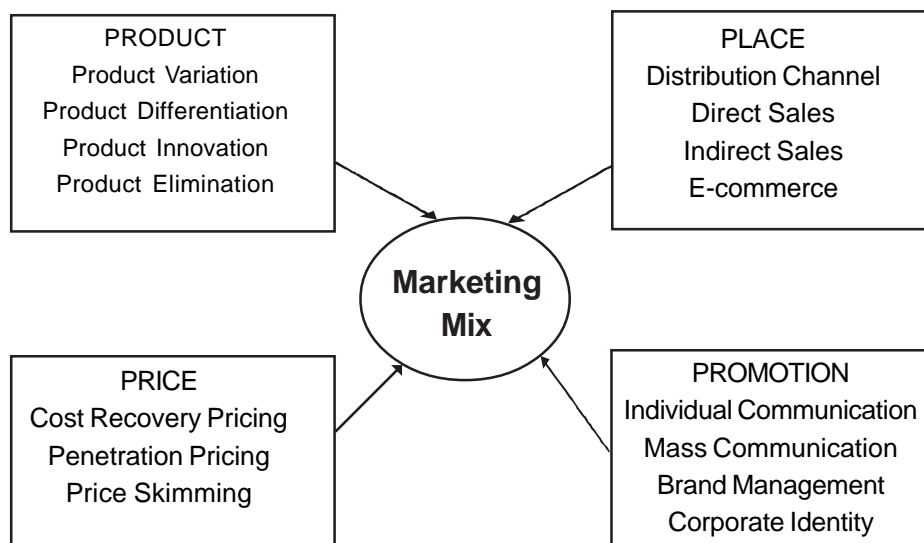 PRODUCT
Product Variation
Product Differentiation
Product Innovation
Product Elimination
PLACE
Distribution Channel
Direct Sales
Indirect Sales
E-commerce
Marketing
Mix
PRICE
Cost Recovery Pricing
Penetration Pricing
Price Skimming
PROMOTION
Individual Communication
Mass Communication
Brand Management
Corporate Identity